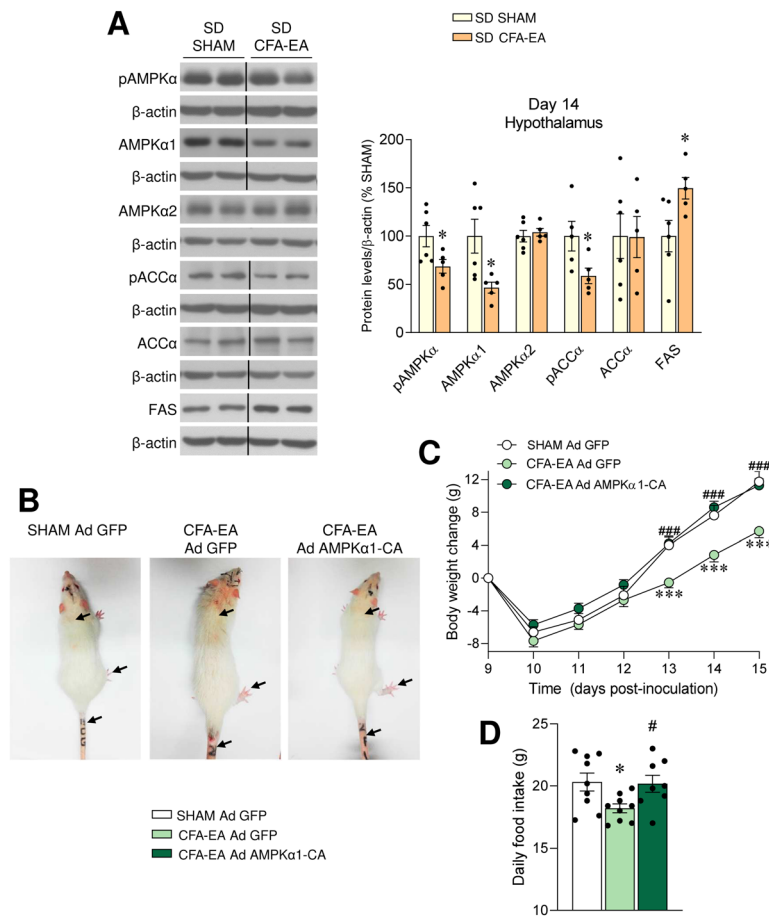 A
SD
SHAM
SD
CFA-EA
pAMPKα
β-actin
AMPKα1
β-actin
AMPKα2
β-actin
pACCα
β-actin
ACCα
β-actin
FAS
β-actin
SD SHAM
SD CFA-EA
Day 14
Hypothalamus
Protein levels/β-actin (% SHAM)
200
150
100
50
0
* * * *
pAMPKα AMPKα1 AMPKα2 pACCα ACCα FAS
B
SHAM Ad GFP
CFA-EA
Ad GFP
CFA-EA
Ad AMPKα1-CA
SHAM Ad GFP
CFA-EA Ad GFP
CFA-EA Ad AMPKα1-CA
C
SHAM Ad GFP
CFA-EA Ad GFP
CFA-EA Ad AMPKα1-CA
Body weight change (g)
12
8
4
0
-4
-8
### ### ###
*** *** ***
9 10 11 12 13 14 15
Time (days post-inoculation)
D
Daily food intake (g)
25
20
15
10
* #